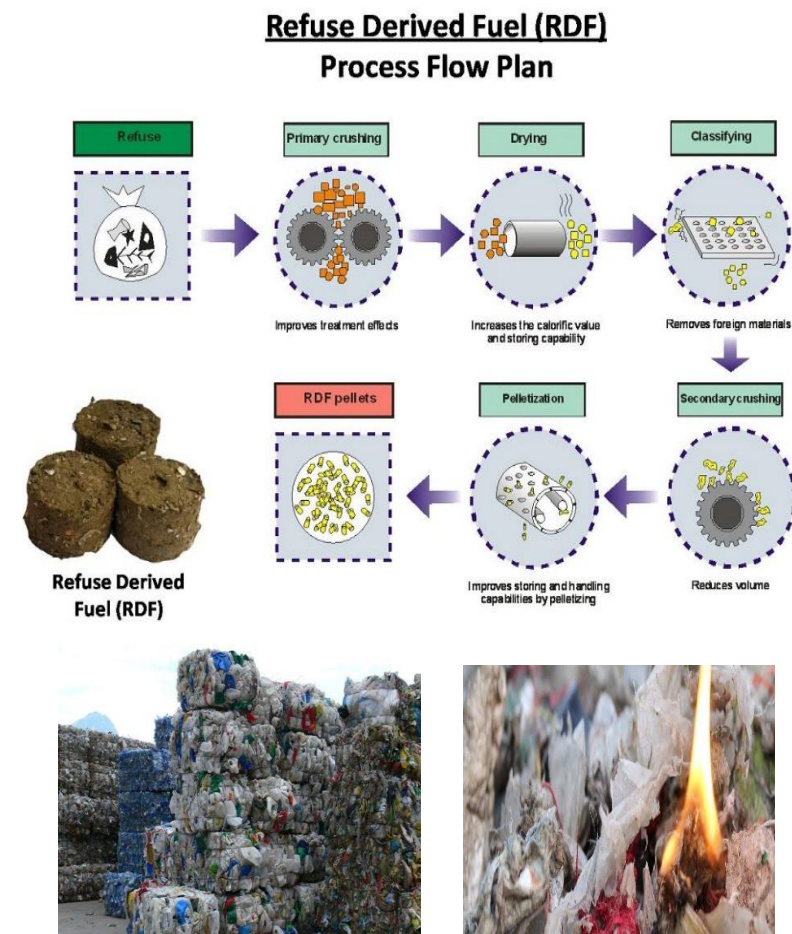 Refuse Derived Fuel (RDF)
Process Flow Plan
Refuse
Primary crushing
Drying
Classifying
Improves treatment effects
Increases the calorific value
and storing capability
Removes foreign materials
RDF pellets
Pelletization
Secondary crushing
Improves storing and handling
capabilities by pelletizing
Reduces volume
Refuse Derived
Fuel (RDF)